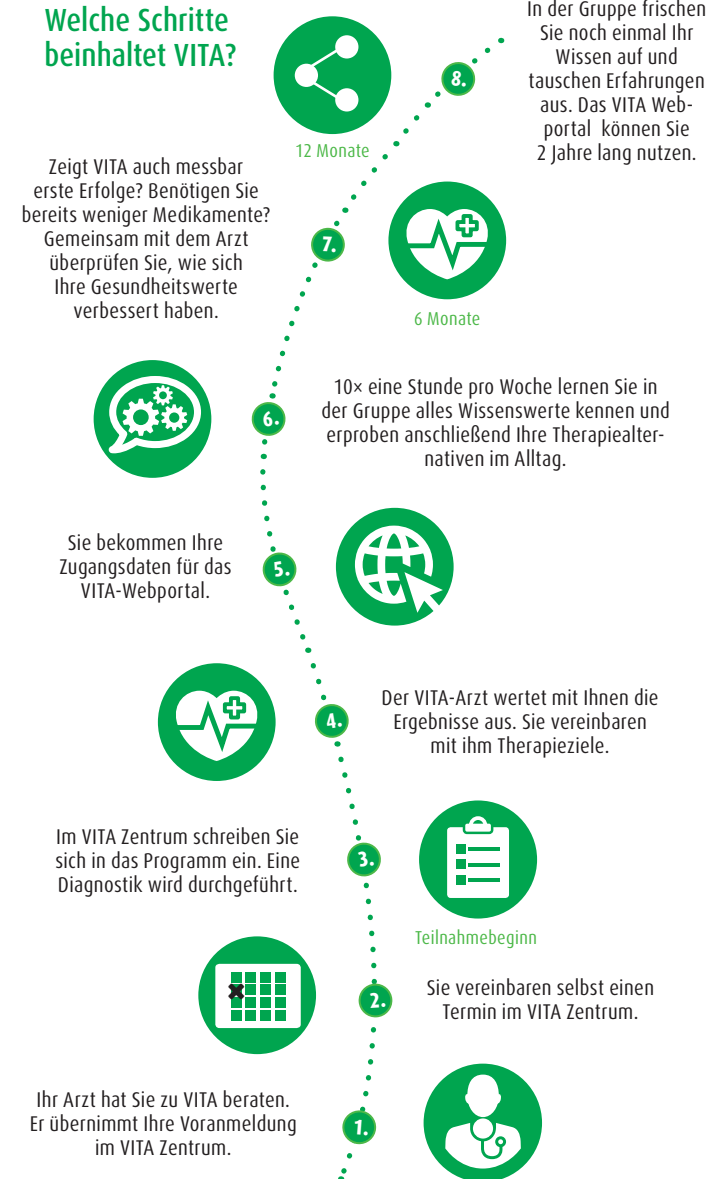 Welche Schritte
beinhaltet VITA?
In der Gruppe frischen
Sie noch einmal Ihr
Wissen auf und
tauschen Erfahrungen
aus. Das VITA Web-
portal können Sie
2 Jahre lang nutzen.
8.
12 Monate
Zeigt VITA auch messbar
erste Erfolge? Benötigen Sie
bereits weniger Medikamente?
Gemeinsam mit dem Arzt
überprüfen Sie, wie sich
Ihre Gesundheitswerte
verbessert haben.
7.
6 Monate
6.
10× eine Stunde pro Woche lernen Sie in
der Gruppe alles Wissenswerte kennen und
erproben anschließend Ihre Therapiealter-
nativen im Alltag.
Sie bekommen Ihre
Zugangsdaten für das
VITA-Webportal.
5.
4.
Der VITA-Arzt wertet mit Ihnen die
Ergebnisse aus. Sie vereinbaren
mit ihm Therapieziele.
Im VITA Zentrum schreiben Sie
sich in das Programm ein. Eine
Diagnostik wird durchgeführt.
3.
Teilnahmebeginn
2.
Sie vereinbaren selbst einen
Termin im VITA Zentrum.
Ihr Arzt hat Sie zu VITA beraten.
Er übernimmt Ihre Voranmeldung
im VITA Zentrum.
1.